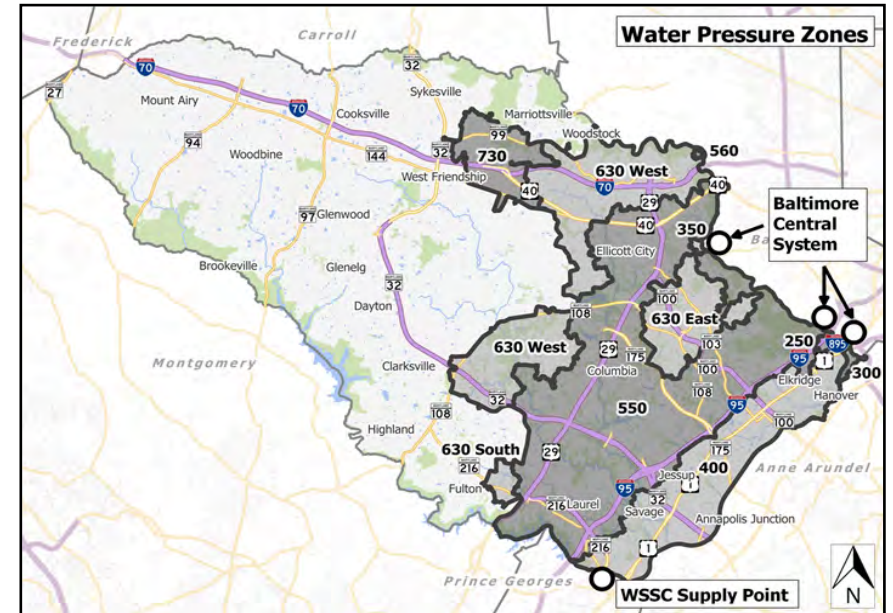 Water Pressure Zones
Frederick
Carroll
27
70
Mount Airy
94
Woodbine
70
Cooksville
144
32
Sykesville
Marriottsville
99
Woodstock
32
730
West Friendship
40
630 West
560
70
29
40
40
350
Ellicott City
Baltimore
Central
System
Ba
97
Glenwood
Glenelg
Brookeville
32
Dayton
108
100
630 East
630 West
29
175
103
Columbia
250
895
95
1
300
Elkridge
Hanover
Montgomery
Clarksville
100
108
32
550
95
100
108
Highland
630 South
29
175
400
Anne Arundel
216
Fulton
Jessup
1
95
32
216
Laurel
Savage
Annapolis Junction
216
1
Prince Georges
WSSC Supply Point
N